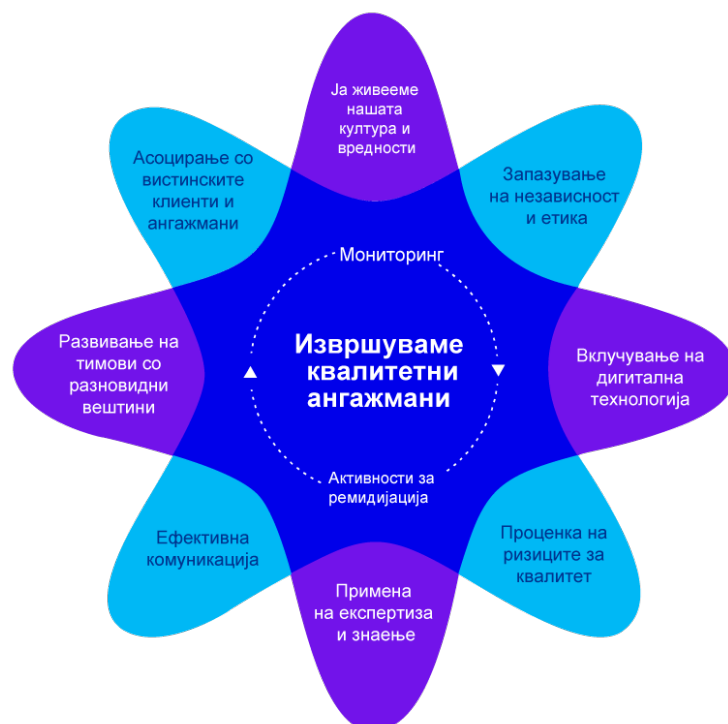 Ја живееме
нашата
култура и
вредности
Асоцирање со
вистинските
клиенти и
ангажмани
Запазување
на независност
и етика
Мониторинг
Развивање на
тимови со
разновидни
вештини
Извршуваме
квалитетни
ангажмани
Вклучување на
дигитална
технологија
Активности за
ремидијација
Ефективна
комуникација
Проценка на
ризиците за
квалитет
Примена
на експертиза
и знаење